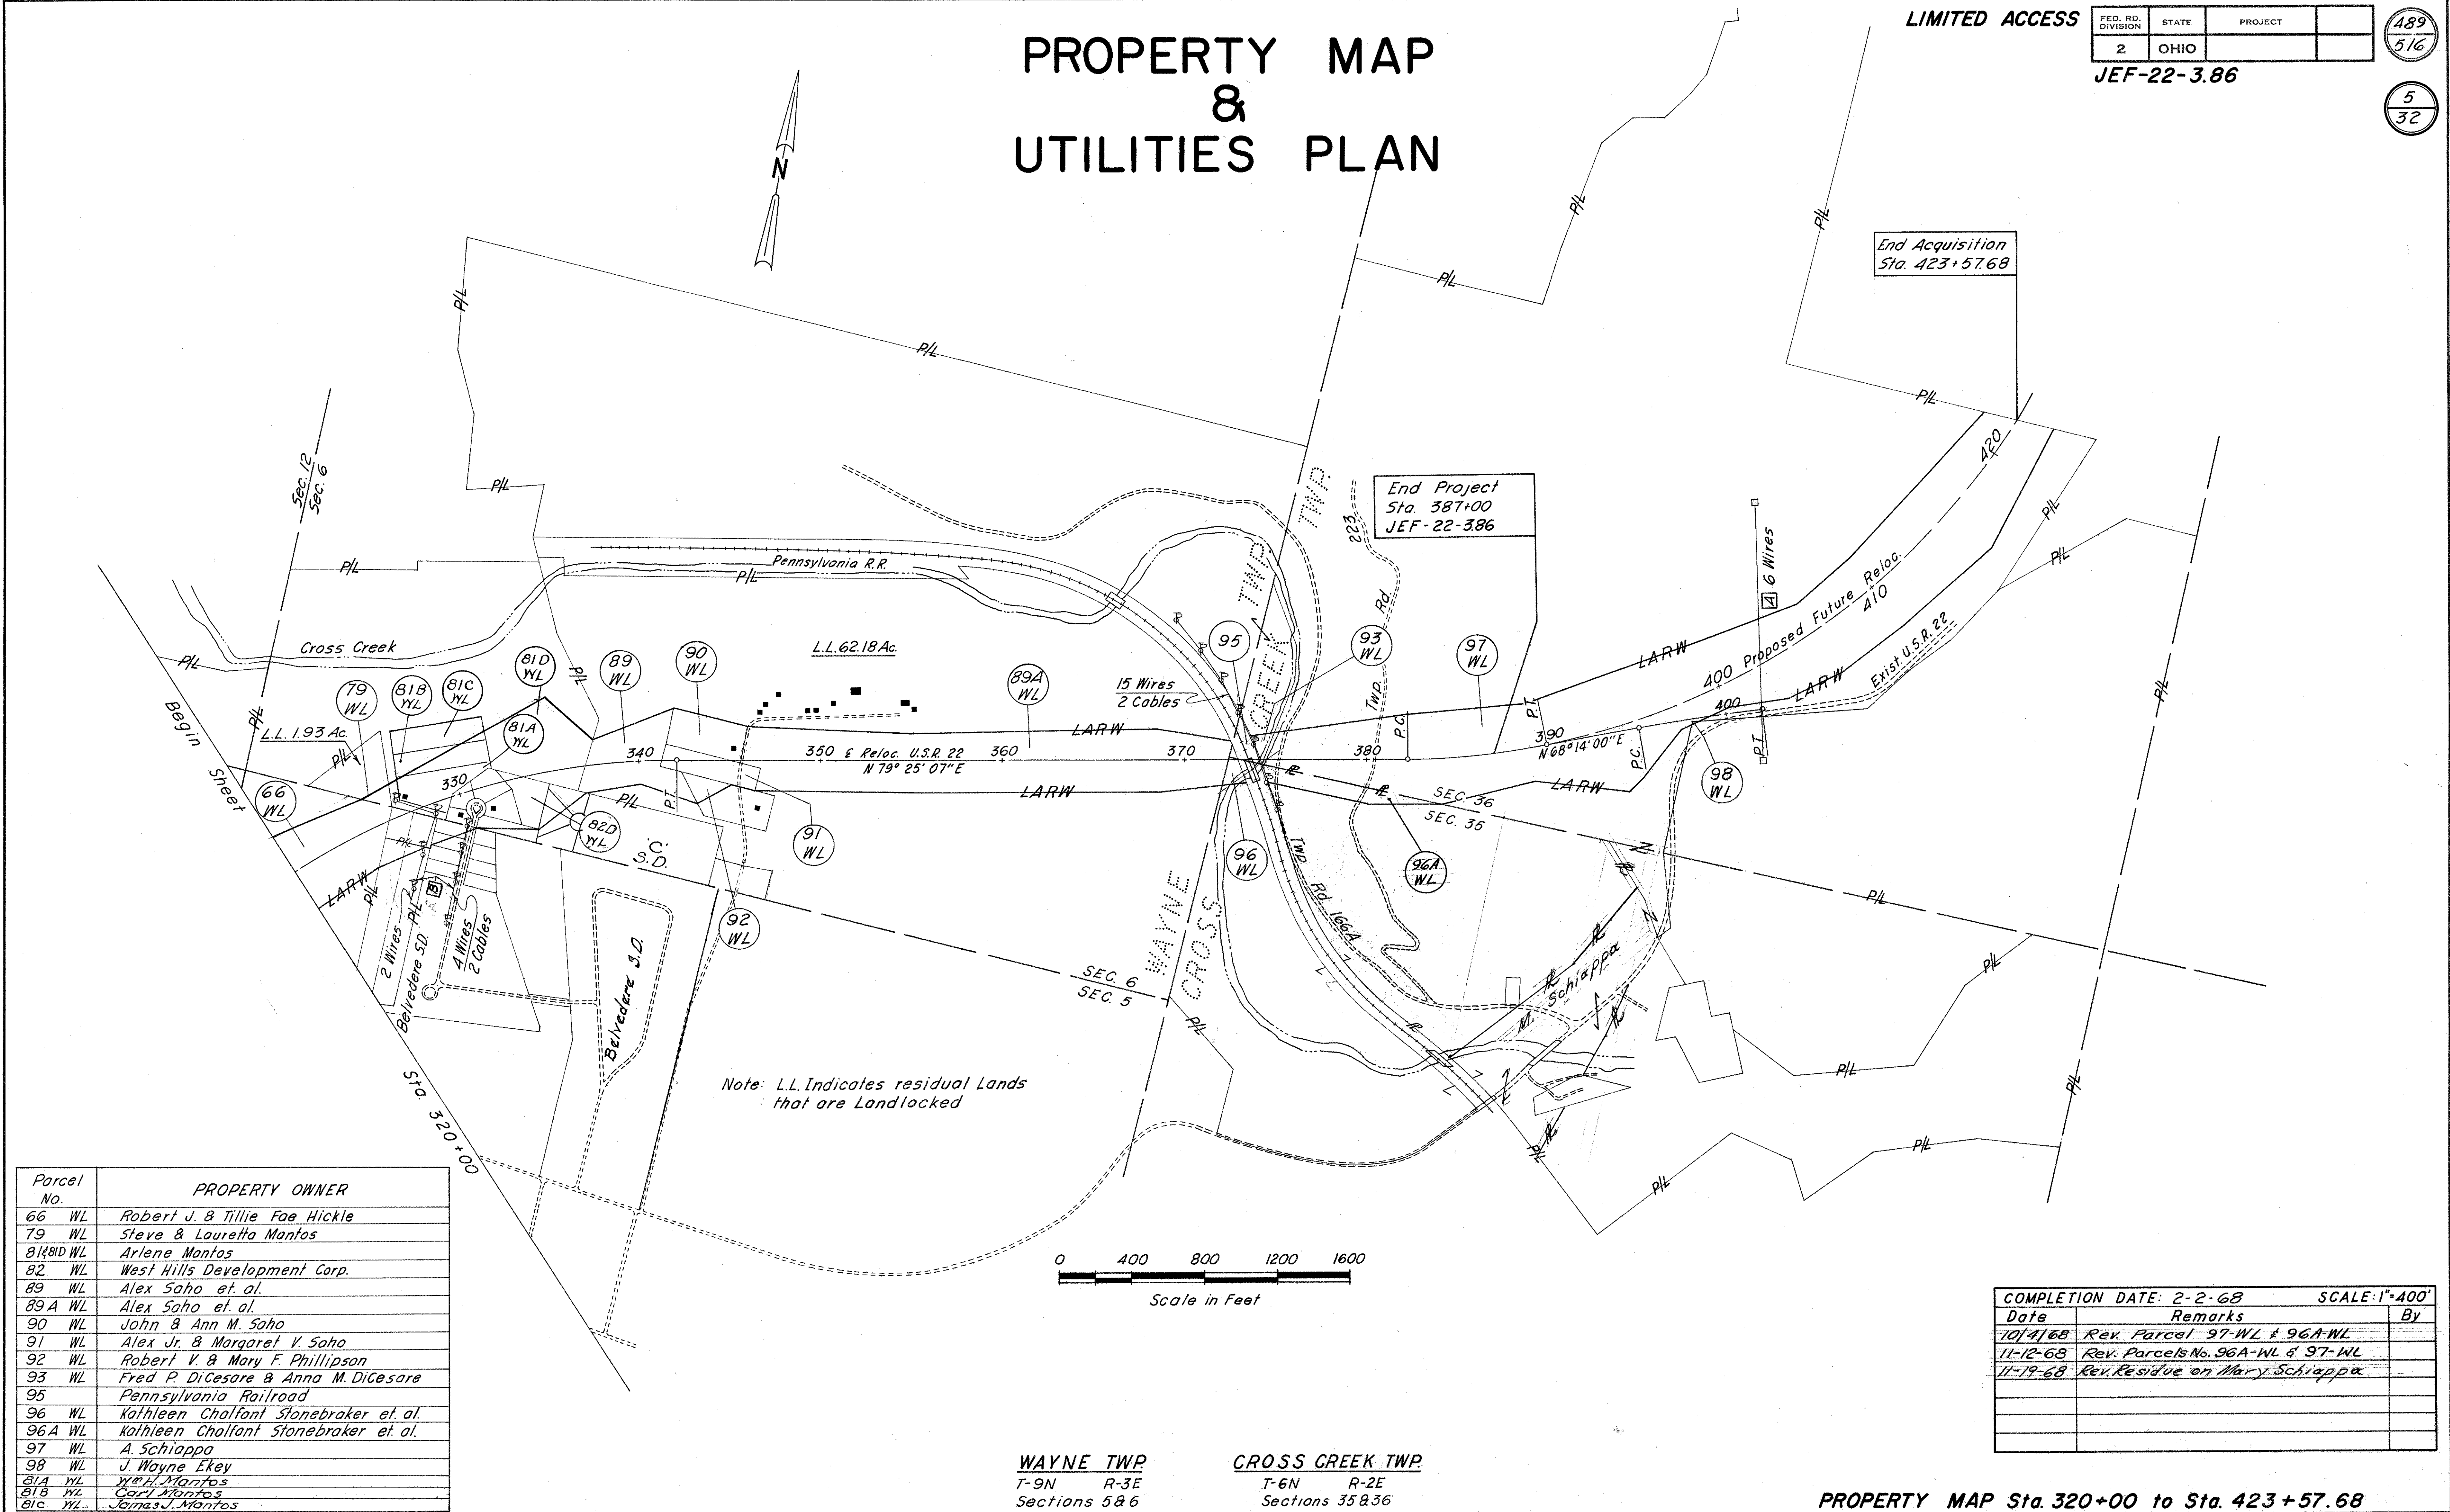 PROPERTY MAP
&
UTILITIES PLAN
LIMITED ACCESS
FED. RD. DIVISION STATE PROJECT
2 OHIO
JEF-22-3.86
489
516
5
32
N
End Acquisition
Sta. 423+57.68
End Project
Sta. 387+00
JEF-22-386
Sec. 12
Sec. 6
P/L
P/L
P/L
P/L
P/L
P/L
P/L
P/L
P/L
P/L
Pennsylvania R.R.
P/L
Cross Creek
P/L
P/L
P/L
L.L. 62.18 Ac.
L.L. 1.93 Ac.
P/L
Begin
Sheet
Sta. 320+00
66 WL
79 WL
81B WL
81C WL
81D WL
81A WL
89 WL
90 WL
89A WL
95
93 WL
97 WL
98 WL
82D WL
91 WL
92 WL
96 WL
96A WL
15 Wires
2 Cables
TWP.
TWP.
CREEK
223
Twp. Rd.
A 6 Wires
LARW
LARW
LARW
LARW
LARW
LARW
330
340
350
360
370
380
390
400
400
410
420
℄ Reloc. U.S.R. 22
N 79° 25' 07" E
N 68° 14' 00" E
Proposed Future Reloc.
Exist. U.S.R. 22
P.T.
P.C.
P.T.
P.C.
P.T.
SEC. 36
SEC. 35
P/L
P/L
'C'
S.D.
P/L
P/L
P/L
2 Wires
B
4 Wires
2 Cables
Belvedere S.D.
Belvedere S.D.
SEC. 6
SEC. 5
WAYNE
CROSS
P/L
Twp. Rd. 166A
M. Schiappa
P/L
P/L
P/L
P/L
P/L
P/L
P/L
Note: L.L. Indicates residual Lands
that are Landlocked
0 400 800 1200 1600
Scale in Feet
Parcel No. PROPERTY OWNER
66 WL Robert J. & Tillie Fae Hickle
79 WL Steve & Lauretta Mantos
81&81D WL Arlene Mantos
82 WL West Hills Development Corp.
89 WL Alex Saho et. al.
89 A WL Alex Saho et. al.
90 WL John & Ann M. Saho
91 WL Alex Jr. & Margaret V. Saho
92 WL Robert V. & Mary F. Phillipson
93 WL Fred P. DiCesare & Anna M. DiCesare
95 Pennsylvania Railroad
96 WL Kathleen Chalfant Stonebraker et. al.
96 A WL Kathleen Chalfant Stonebraker et. al.
97 WL A. Schiappa
98 WL J. Wayne Ekey
81A WL Wm H. Mantos
81B WL Carl Mantos
81C WL James J. Mantos
WAYNE TWP.
T-9N R-3E
Sections 5&6
CROSS CREEK TWP.
T-6N R-2E
Sections 35&36
COMPLETION DATE: 2-2-68 SCALE: 1"=400'
Date Remarks By
10/4/68 Rev. Parcel 97-WL & 96A-WL
11-12-68 Rev. Parcels No. 96A-WL & 97-WL
11-19-68 Rev. Residue on Mary Schiappa
PROPERTY MAP Sta. 320+00 to Sta. 423+57.68